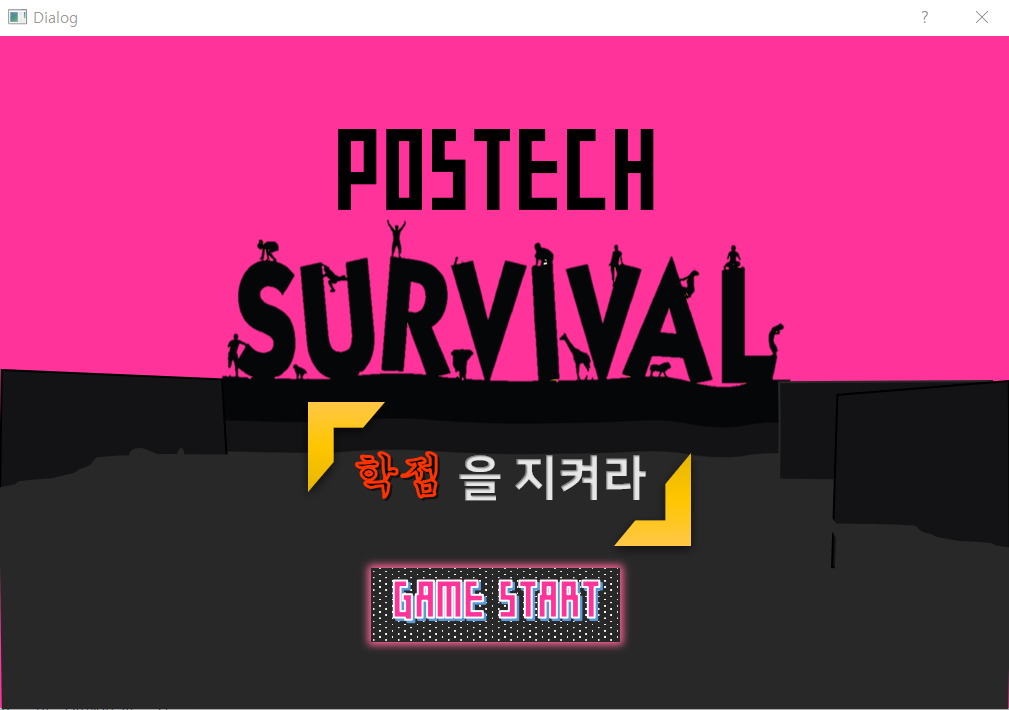 Dialog
?
POSTECH
SURVIVAL
「학점 을 지켜라」
GAME START